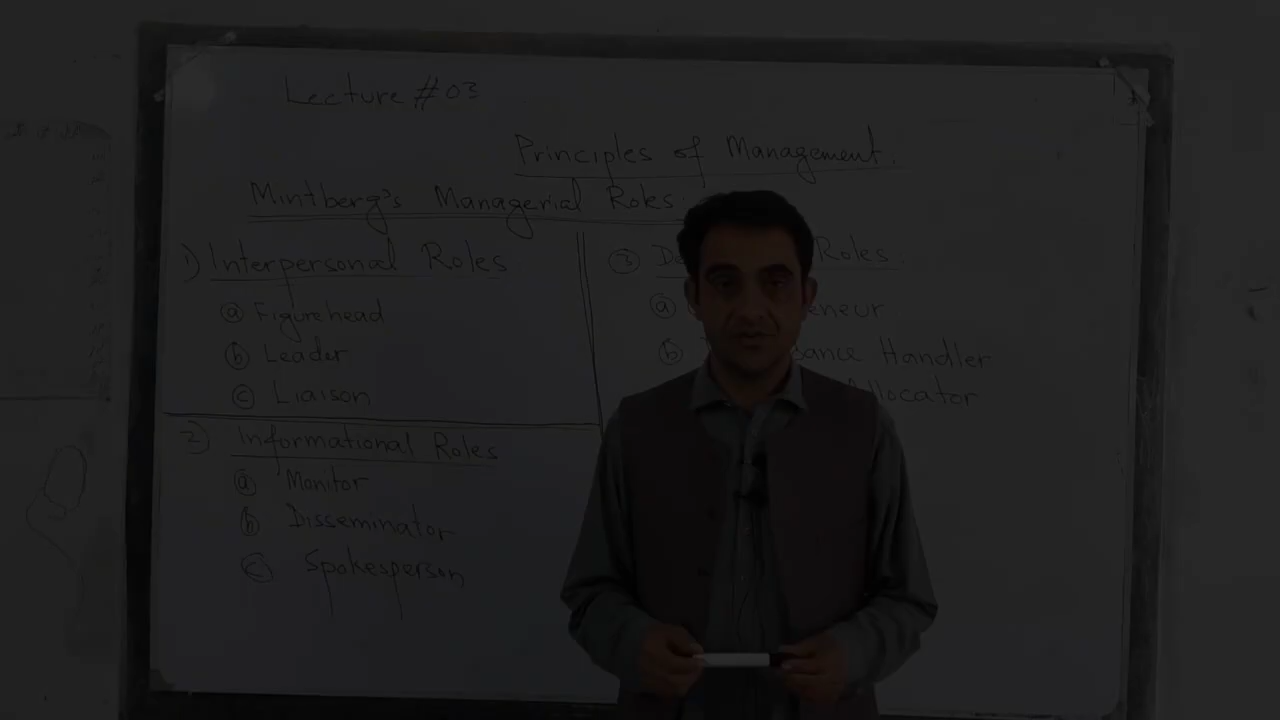 Lecture #03
Principles of Management.
Mintberg's Managerial Roles
1) Interpersonal Roles
a Figurehead
b Leader
c Liaison
2) Informational Roles
a Monitor
b Disseminator
c Spokesperson
3 Roles.
a eneur.
b ance Handler
Allocator